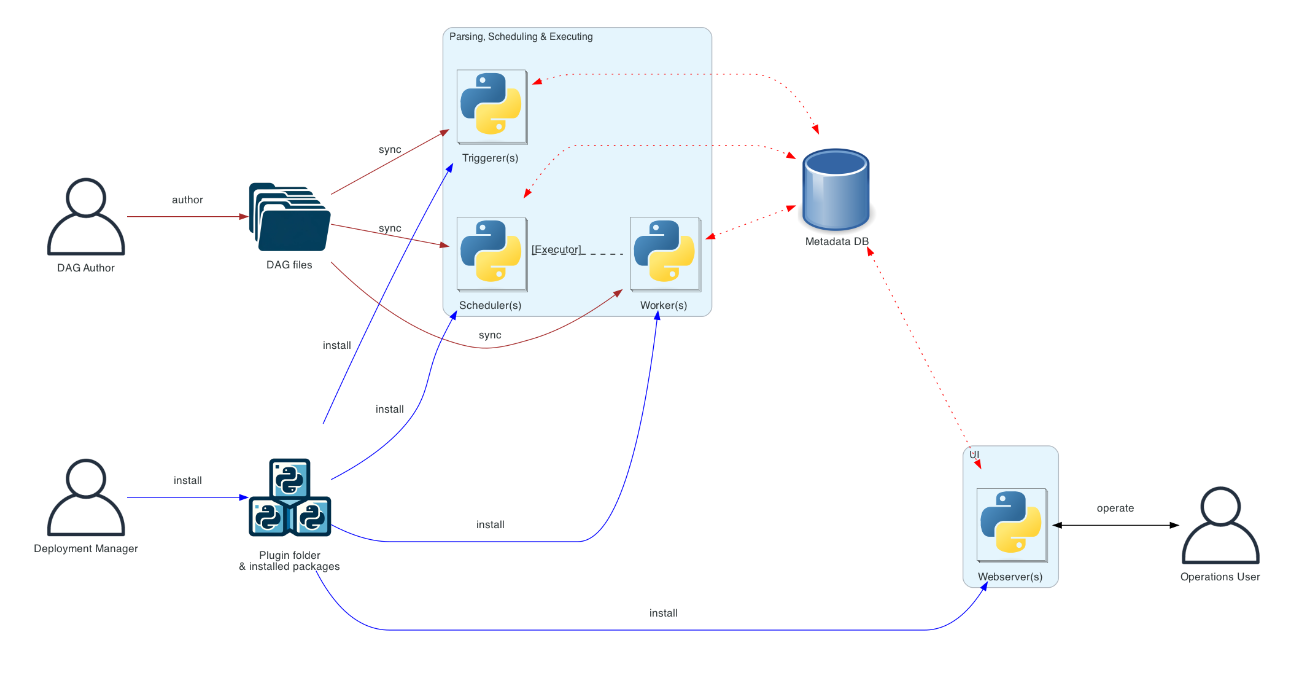 Parsing, Scheduling & Executing
sync
Triggerer(s)
author
DAG Author
DAG files
sync
[Executor]
Metadata DB
Scheduler(s)
Worker(s)
sync
install
install
UI
install
Deployment Manager
Plugin folder
& installed packages
install
operate
Webserver(s)
Operations User
install